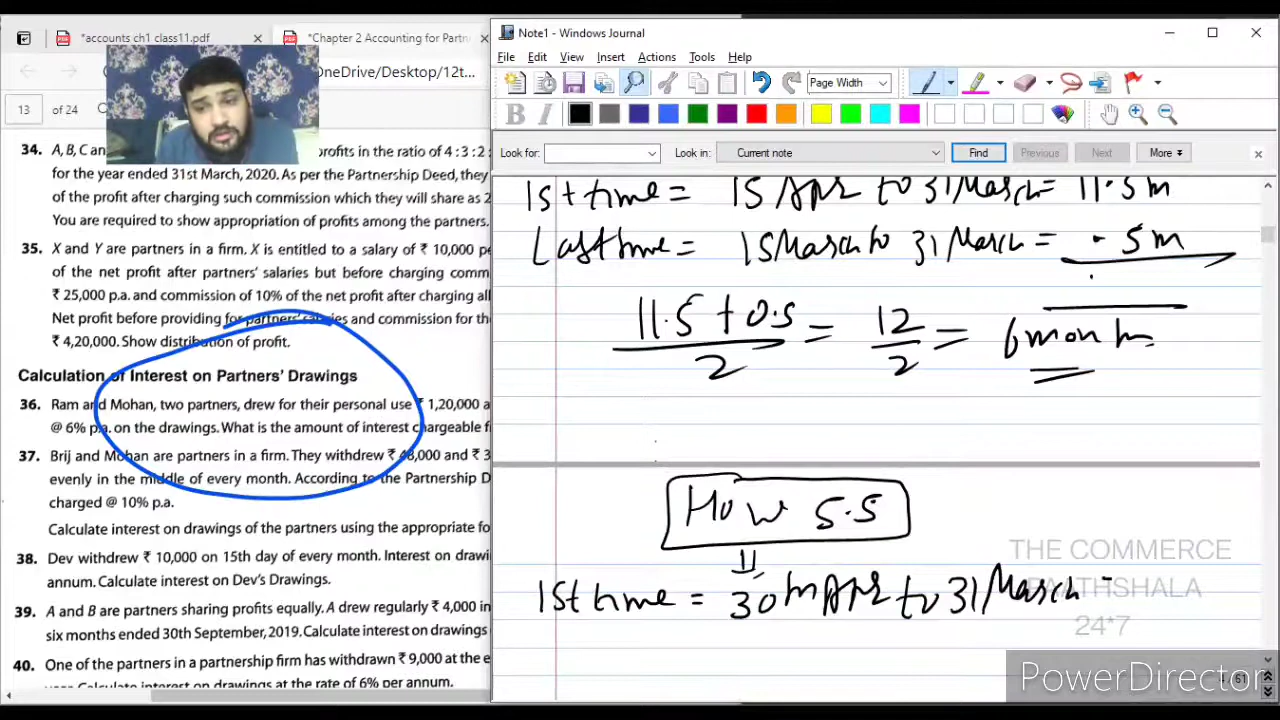 *accounts ch1 class11.pdf
*Chapter 2 Accounting for Partn
OneDrive/Desktop/12t...
13 of 24
34. A, B, C an profits in the ratio of 4 : 3 : 2 :
for the year ended 31st March, 2020. As per the Partnership Deed, they
of the profit after charging such commission which they will share as 2
You are required to show appropriation of profits among the partners.
35. X and Y are partners in a firm. X is entitled to a salary of ₹ 10,000 pe
of the net profit after partners' salaries but before charging comm
₹ 25,000 p.a. and commission of 10% of the net profit after charging all
Net profit before providing for partners' salaries and commission for the
₹ 4,20,000. Show distribution of profit.
Calculation of Interest on Partners' Drawings
36. Ram and Mohan, two partners, drew for their personal use ₹ 1,20,000 a
@ 6% p.a. on the drawings. What is the amount of interest chargeable f
37. Brij and Mohan are partners in a firm. They withdrew ₹ 48,000 and ₹ 3
evenly in the middle of every month. According to the Partnership D
charged @ 10% p.a.
Calculate interest on drawings of the partners using the appropriate fo
38. Dev withdrew ₹ 10,000 on 15th day of every month. Interest on drawi
annum. Calculate interest on Dev's Drawings.
39. A and B are partners sharing profits equally. A drew regularly ₹ 4,000 in
six months ended 30th September, 2019. Calculate interest on drawings
40. One of the partners in a partnership firm has withdrawn ₹ 9,000 at the e
year. Calculate interest on drawings at the rate of 6% per annum.
Note1 - Windows Journal
File Edit View Insert Actions Tools Help
Page Width
B I
Look for: Look in: Current note Find Previous Next More
1st time = 15 Apr to 31 March = 11.5 m
Last time = 15 March to 31 March = .5 m
11.5 + 0.5 / 2 = 12 / 2 = 6 months
How 5.5
1st time = 30 Apr to 31 March =
THE COMMERCE
24*7
PowerDirector